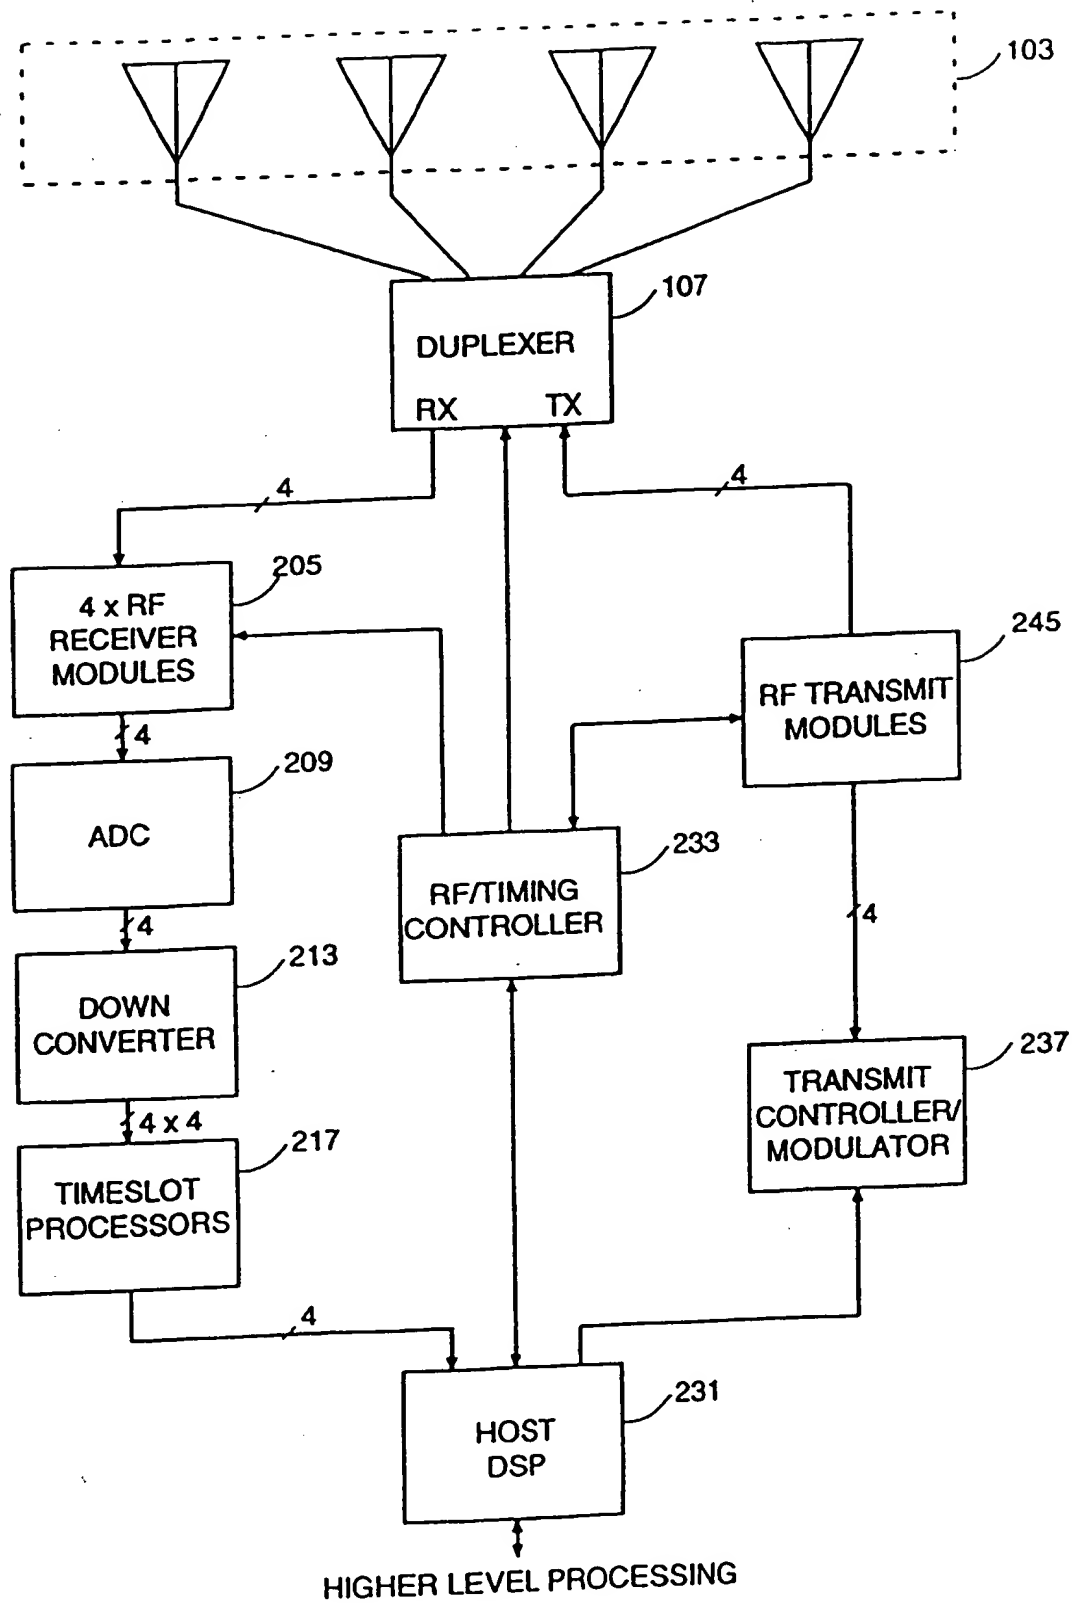 103
107
DUPLEXER
RX TX
4
4
205
4 x RF
RECEIVER
MODULES
245
RF TRANSMIT
MODULES
4
209
ADC
233
RF/TIMING
CONTROLLER
4
4
213
DOWN
CONVERTER
237
TRANSMIT
CONTROLLER/
MODULATOR
4 x 4
217
TIMESLOT
PROCESSORS
4
231
HOST
DSP
HIGHER LEVEL PROCESSING